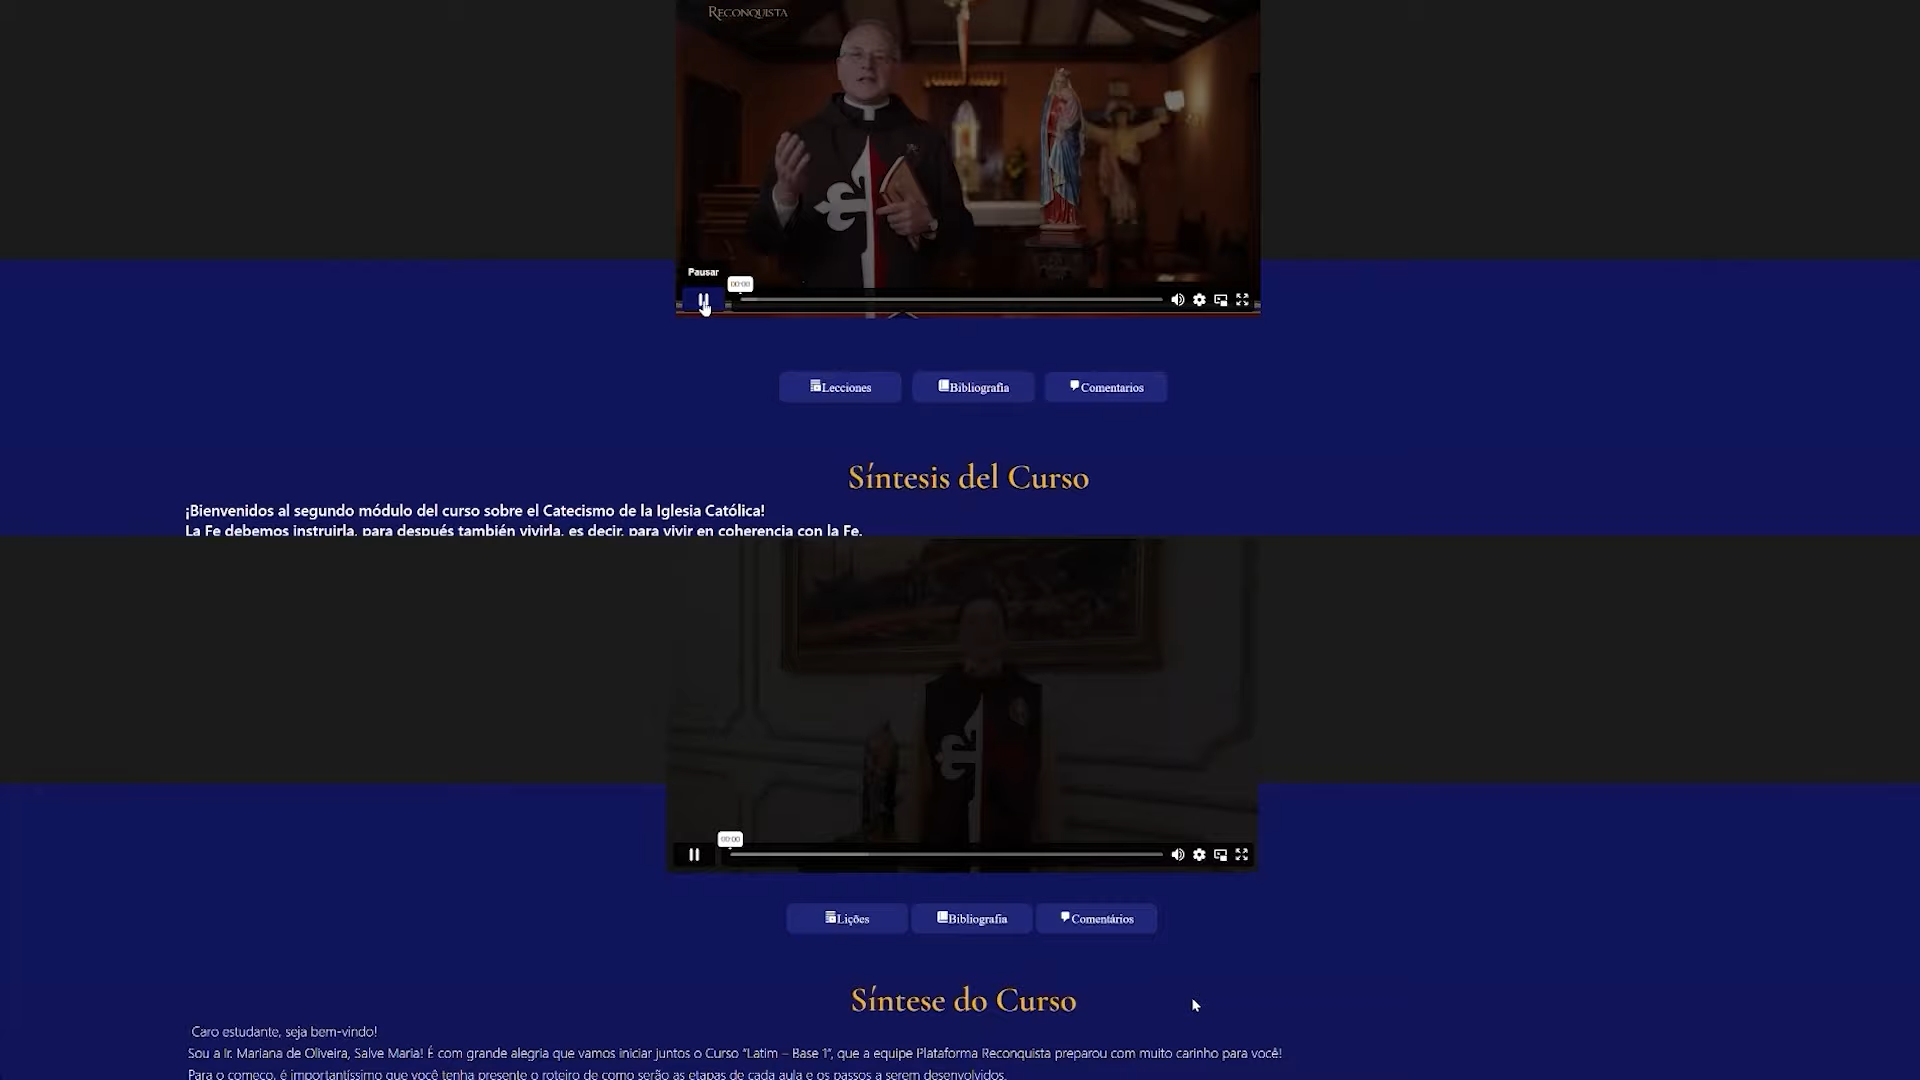 RECONQUISTA
Pausar
00:00
Lecciones
Bibliografía
Comentarios
Síntesis del Curso
¡Bienvenidos al segundo módulo del curso sobre el Catecismo de la Iglesia Católica!
La Fe debemos instruirla, para después también vivirla, es decir, para vivir en coherencia con la Fe.
00:00
Lições
Bibliografia
Comentários
Síntese do Curso
Caro estudante, seja bem-vindo!
Sou a Ir. Mariana de Oliveira, Salve Maria! É com grande alegria que vamos iniciar juntos o Curso "Latim – Base 1", que a equipe Plataforma Reconquista preparou com muito carinho para você!
Para o começo, é importantíssimo que você tenha presente o roteiro de como serão as etapas de cada aula e os passos a serem desenvolvidos.